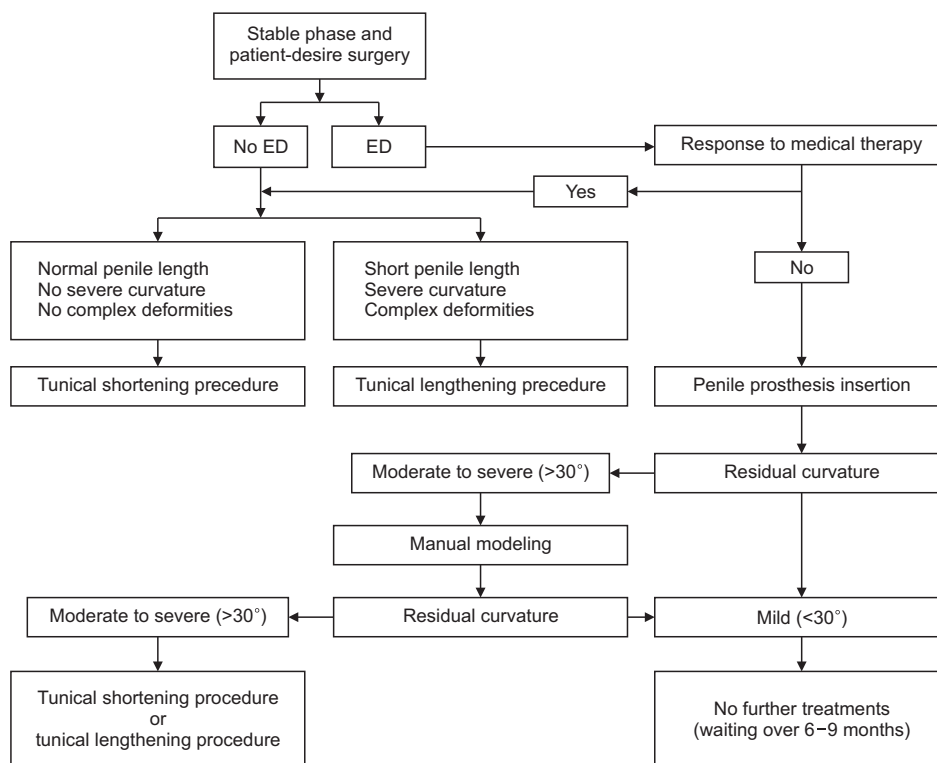 Stable phase and
patient-desire surgery
No ED
ED
Response to medical therapy
Yes
No
Normal penile length
No severe curvature
No complex deformities
Short penile length
Severe curvature
Complex deformities
Tunical shortening precedure
Tunical lengthening precedure
Penile prosthesis insertion
Moderate to severe (>30°)
Residual curvature
Manual modeling
Moderate to severe (>30°)
Residual curvature
Mild (<30°)
Tunical shortening procedure
or
tunical lengthening procedure
No further treatments
(waiting over 6−9 months)